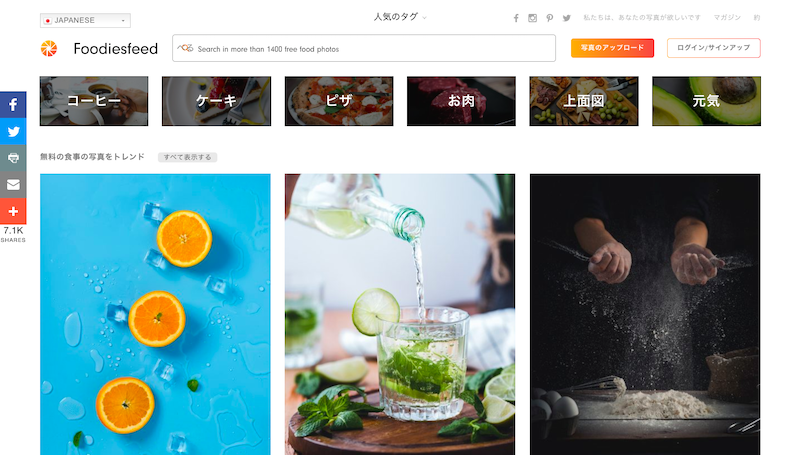 JAPANESE
人気のタグ
私たちは、あなたの写真が欲しいです マガジン 約
Foodiesfeed
Search in more than 1400 free food photos
写真のアップロード
ログイン/サインアップ
コーヒー
ケーキ
ピザ
お肉
上面図
元気
7.1K
SHARES
無料の食事の写真をトレンド
すべて表示する